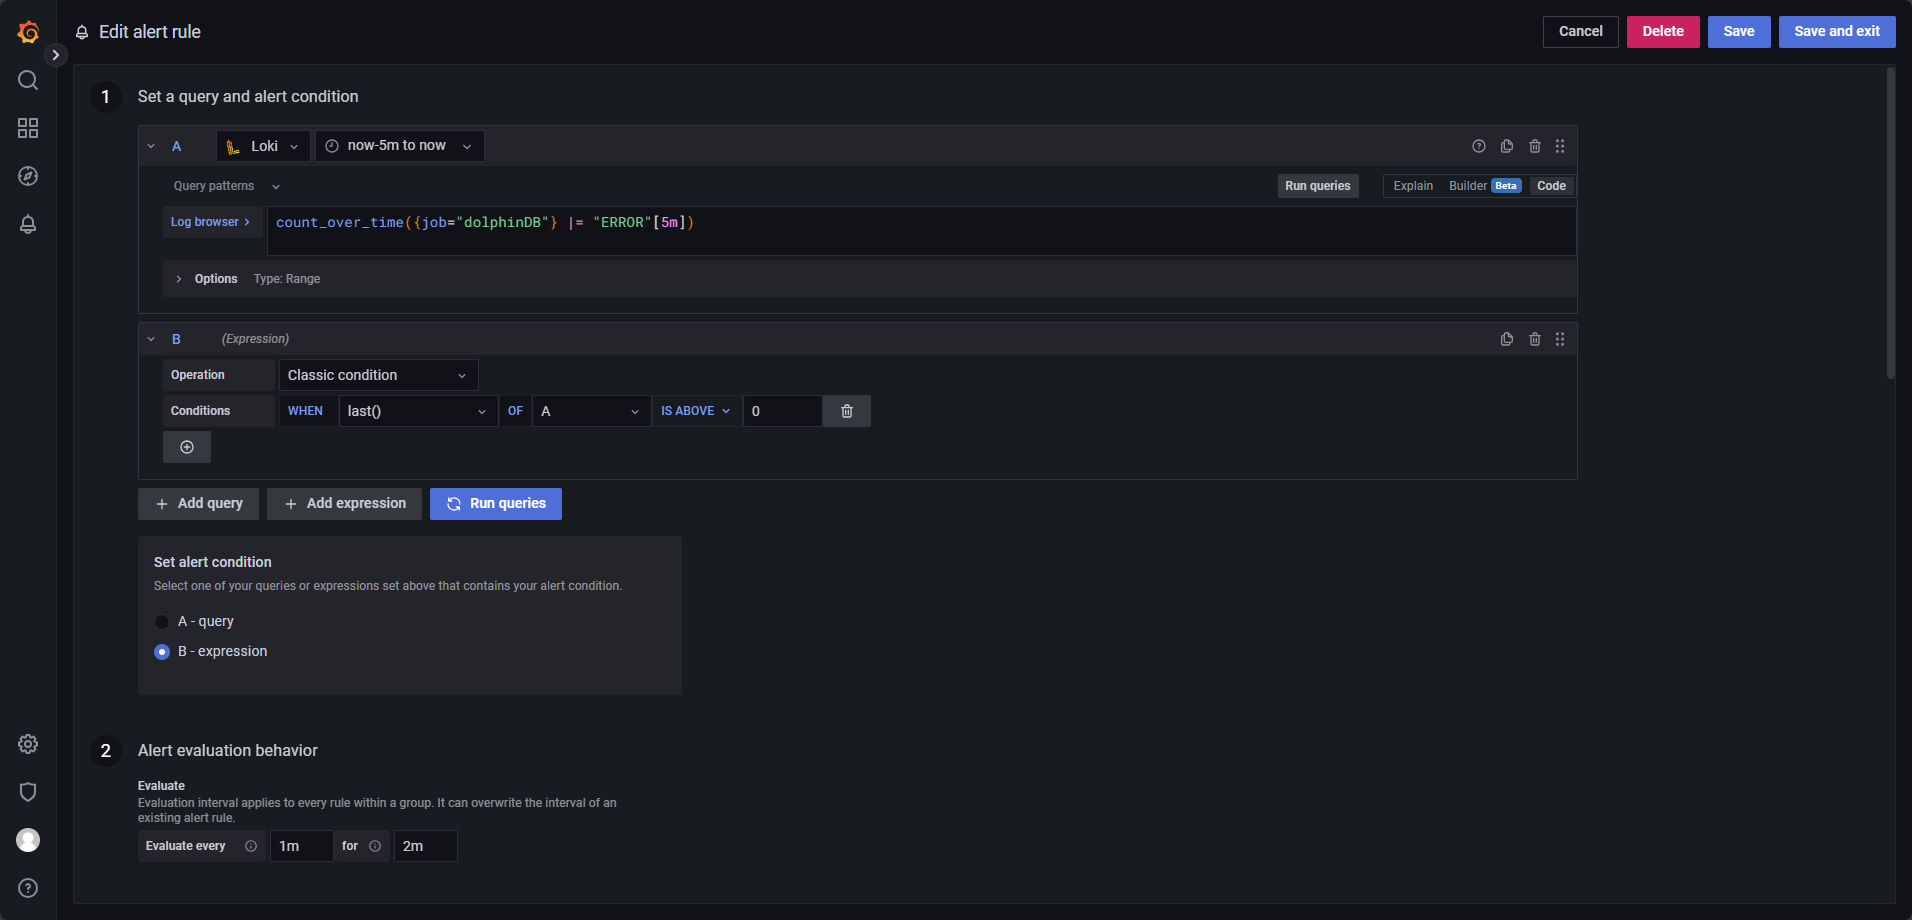 Edit alert rule
Cancel
Delete
Save
Save and exit
1
Set a query and alert condition
A
Loki
now-5m to now
Query patterns
Run queries
Explain
Builder Beta
Code
Log browser
count_over_time({job="dolphinDB"} |= "ERROR"[5m])
Options
Type: Range
B
(Expression)
Operation
Classic condition
Conditions
WHEN
last()
OF
A
IS ABOVE
0
+ Add query
+ Add expression
Run queries
Set alert condition
Select one of your queries or expressions set above that contains your alert condition.
A - query
B - expression
2
Alert evaluation behavior
Evaluate
Evaluation interval applies to every rule within a group. It can overwrite the interval of an
existing alert rule.
Evaluate every
1m
for
2m